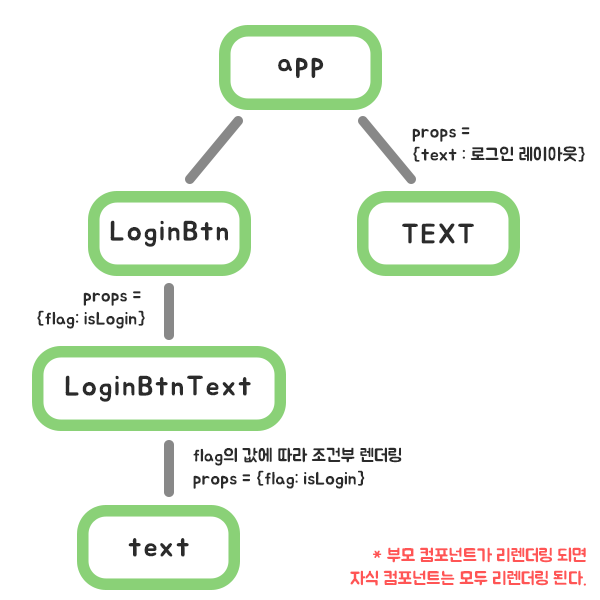 app
props =
{text : 로그인 레이아웃}
LoginBtn
TEXT
props =
{flag: isLogin}
LoginBtnText
flag의 값에 따라 조건부 렌더링
props = {flag: isLogin}
text
* 부모 컴포넌트가 리렌더링 되면
자식 컴포넌트는 모두 리렌더링 된다.